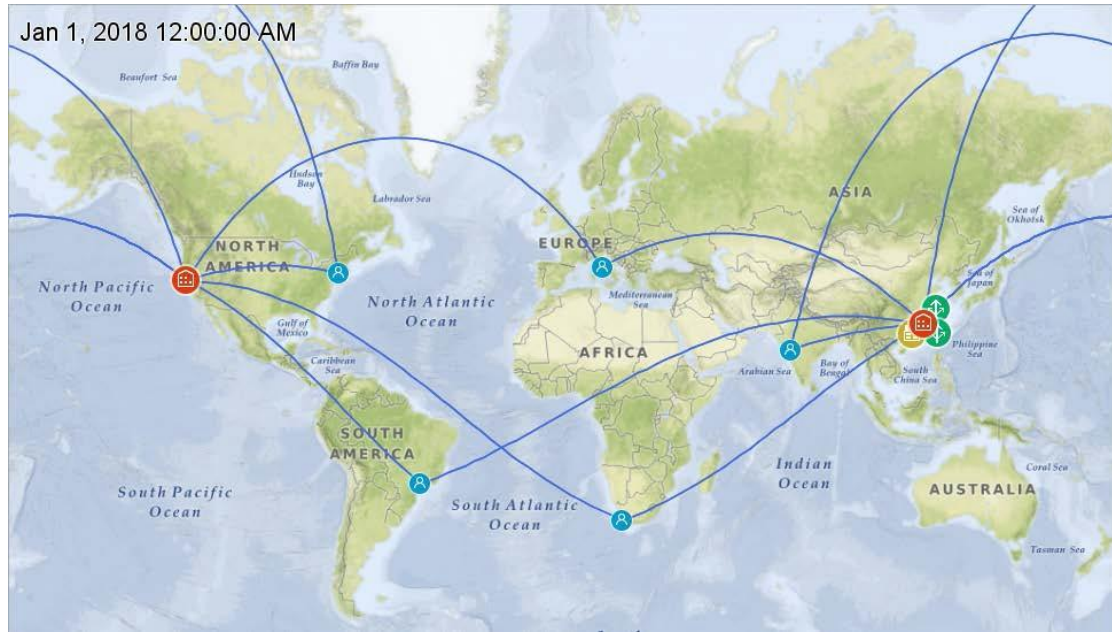 Jan 1, 2018 12:00:00 AM
Beaufort Sea
Baffin Bay
Hudson
Bay
Labrador Sea
ASIA
Sea of
Okhotsk
NORTH
AMERICA
EUROPE
North Pacific
Ocean
North Atlantic
Ocean
Mediterranean
Sea
Sea of
Japan
Gulf of
Mexico
Caribbean
Sea
AFRICA
Arabian Sea
Bay of
Bengal
South
China Sea
Philippine
Sea
SOUTH
AMERICA
Indian
Ocean
Coral Sea
AUSTRALIA
South Pacific
Ocean
South Atlantic
Ocean
Tasman Sea